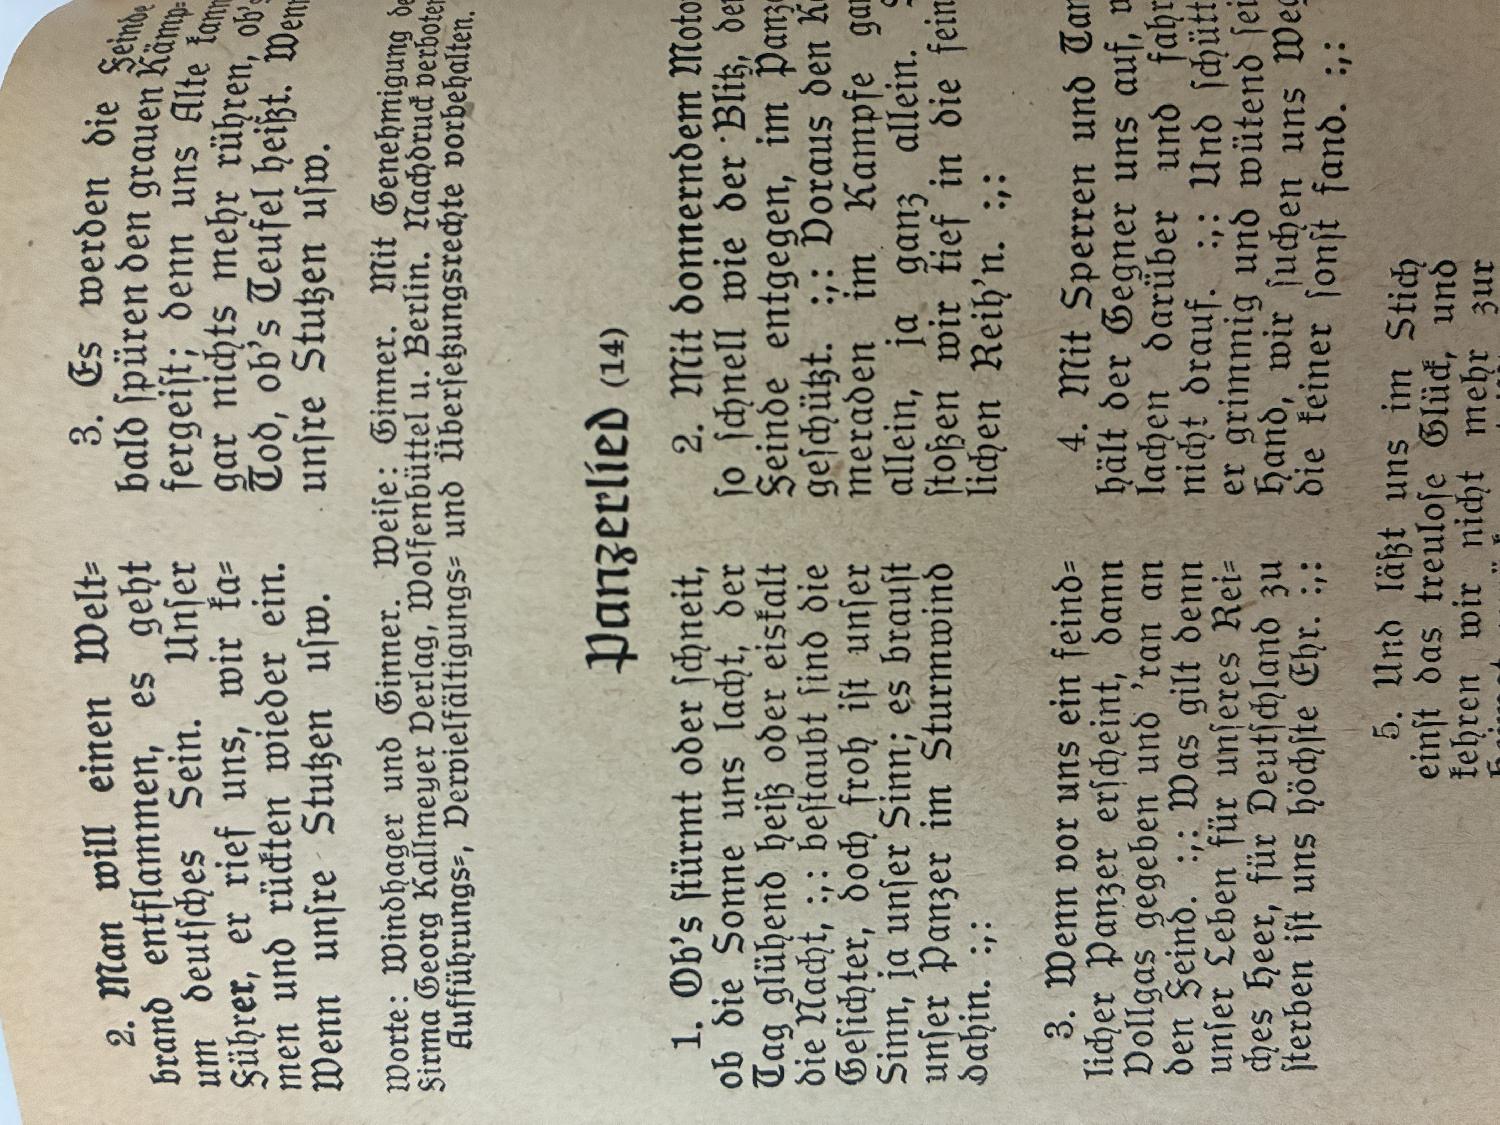 2. Man will einen Welt=
brand entflammen, es geht
um deutsches Sein. Unser
Führer, er rief uns, wir ka=
men und rückten wieder ein.
Wenn unsre Stutzen usw.
3. Es werden die Feinde
bald spüren den grauen Kämp=
fergeist; denn uns Alte kann
gar nichts mehr rühren, ob's
Tod, ob's Teufel heißt. Wenn
unsre Stutzen usw.
Worte: Windhager und Ginner. Weise: Ginner. Mit Genehmigung de
Firma Georg Kallmeyer Verlag, Wolfenbüttel u. Berlin. Nachdruck verboten
Aufführungs=, Vervielfältigungs= und Übersetzungsrechte vorbehalten.
Panzerlied (14)
1. Ob's stürmt oder schneit,
ob die Sonne uns lacht, der
Tag glühend heiß oder eiskalt
die Nacht, :,: bestaubt sind die
Gesichter, doch froh ist unser
Sinn, ja unser Sinn; es braust
unser Panzer im Sturmwind
dahin. :,:
2. Mit donnerndem Moto
so schnell wie der Blitz, de
Feinde entgegen, im Panz
geschützt. :,: Voraus den K
meraden im Kampfe ga
allein, ja ganz allein.
stoßen wir tief in die fein
lichen Reih'n. :,:
3. Wenn vor uns ein feind=
licher Panzer erscheint, dann
Vollgas gegeben und 'ran an
den Feind. :,: Was gilt denn
unser Leben für unseres Rei=
ches Heer, für Deutschland zu
sterben ist uns höchste Ehr. :,:
4. Mit Sperren und Tan
hält der Gegner uns auf,
lachen darüber und fahr
nicht drauf. :,: Und schütt
er grimmig und wütend sei
Hand, wir suchen uns Weg
die keiner sonst fand. :,:
5. Und läßt uns im Stich
einst das treulose Glück, und
kehren wir nicht mehr zur